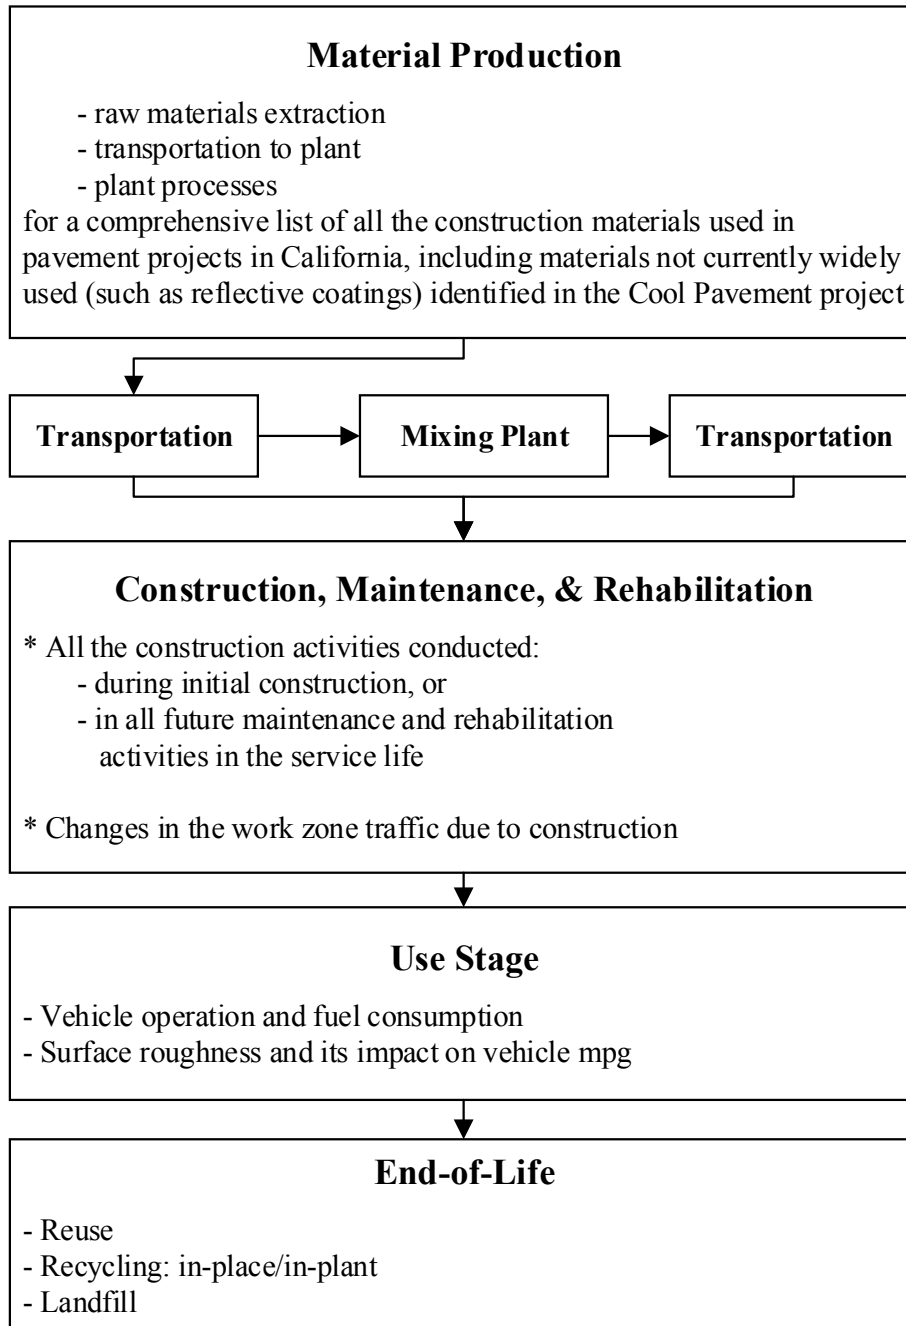 Material Production
- raw materials extraction
- transportation to plant
- plant processes
for a comprehensive list of all the construction materials used in
pavement projects in California, including materials not currently widely
used (such as reflective coatings) identified in the Cool Pavement project
Transportation
Mixing Plant
Transportation
Construction, Maintenance, & Rehabilitation
* All the construction activities conducted:
- during initial construction, or
- in all future maintenance and rehabilitation
activities in the service life
* Changes in the work zone traffic due to construction
Use Stage
- Vehicle operation and fuel consumption
- Surface roughness and its impact on vehicle mpg
End-of-Life
- Reuse
- Recycling: in-place/in-plant
- Landfill